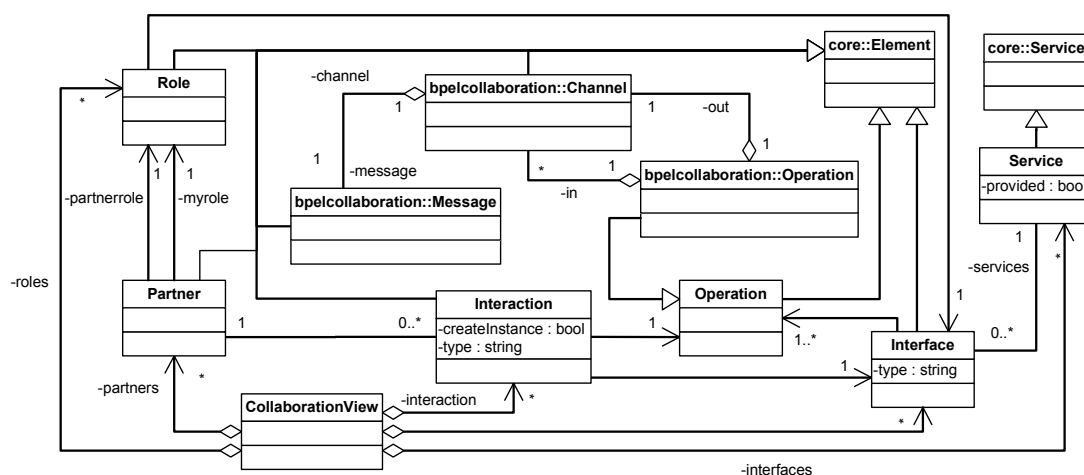 core::Element
core::Service
Role
*
-channel
1
bpelcollaboration::Channel
1
-out
1
Service
-provided : bool
1
1
-partnerrole
-myrole
1
-message
*
1
-in
bpelcollaboration::Operation
bpelcollaboration::Message
1
*
-services
-roles
Partner
Interaction
-createInstance : bool
-type : string
Operation
1
1
0..*
1
1..*
Interface
-type : string
0..*
1
-partners
*
CollaborationView
-interaction
*
*
-interfaces